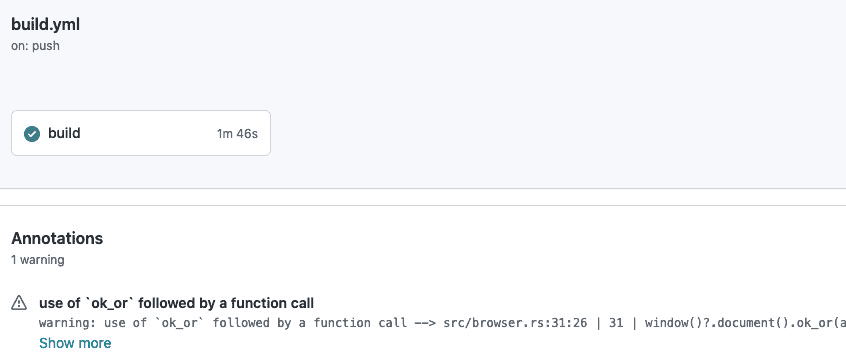 build.yml
on: push
build 1m 46s
Annotations
1 warning
use of `ok_or` followed by a function call
warning: use of `ok_or` followed by a function call --> src/browser.rs:31:26 | 31 | window()?.document().ok_or(a
Show more